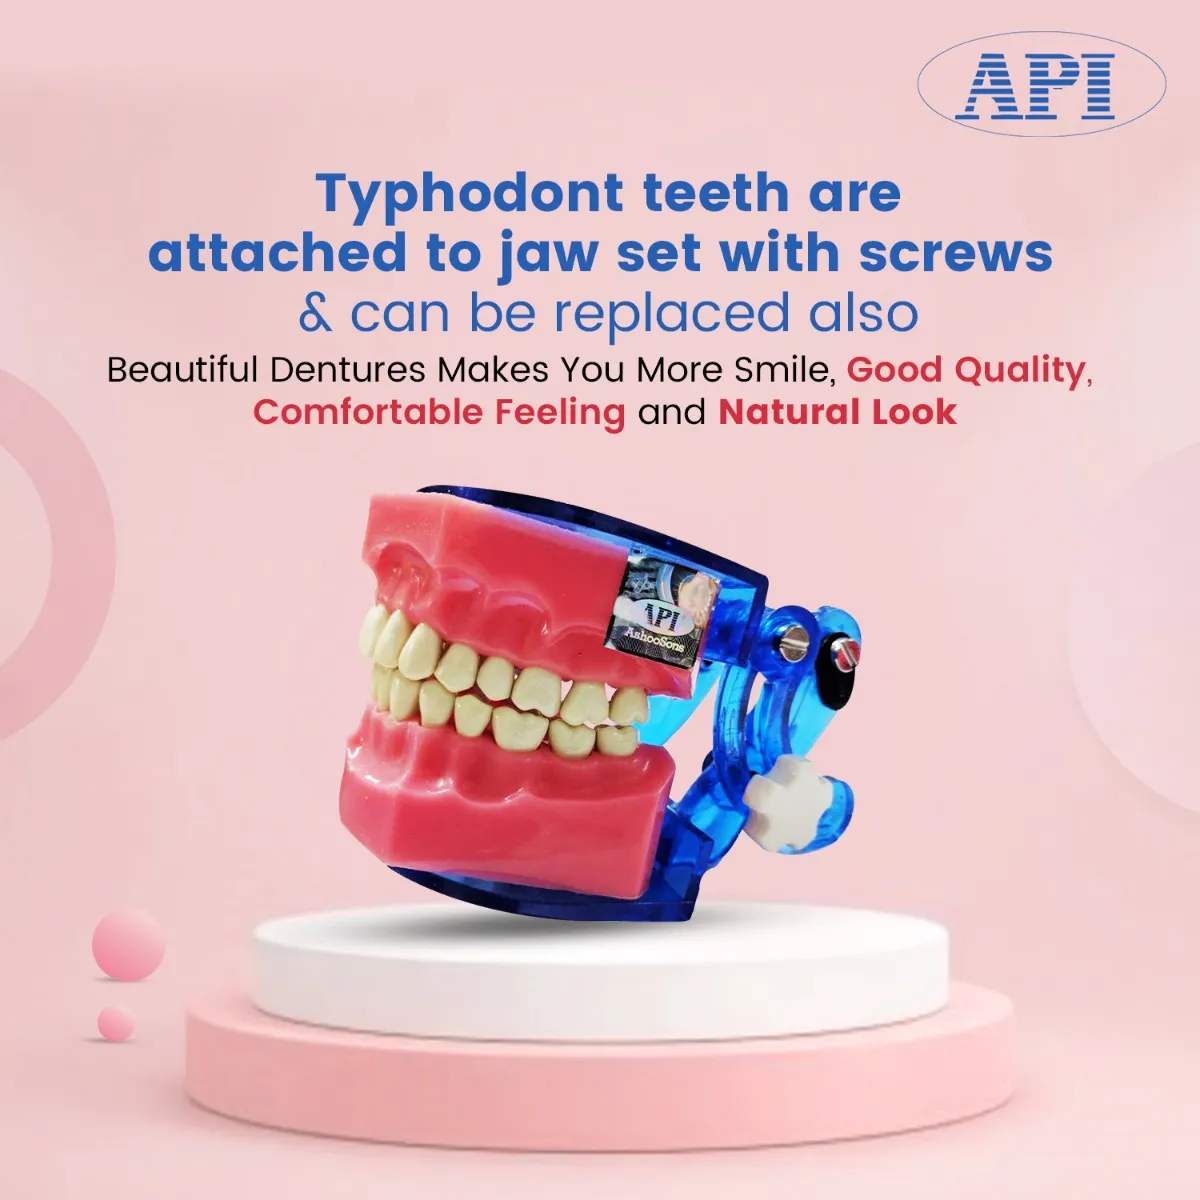 API
Typhodont teeth are
attached to jaw set with screws
& can be replaced also
Beautiful Dentures Makes You More Smile, Good Quality,
Comfortable Feeling and Natural Look
API
AshooSons